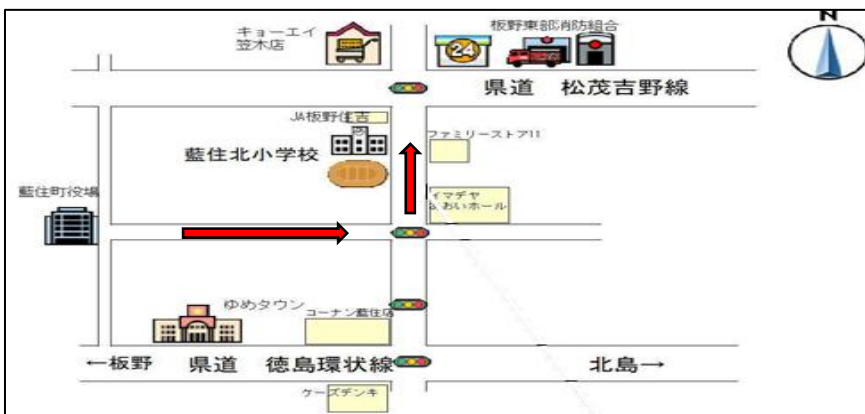 キョーエイ
笠木店
板野東部消防組合
N
24
県道 松茂吉野線
JA板野住吉
藍住北小学校
ファミリーストア11
藍住町役場
イマデヤ
あおいホール
ゆめタウン
コーナン藍住店
←板野 県道 徳島環状線
北島→
ケーズデンキ